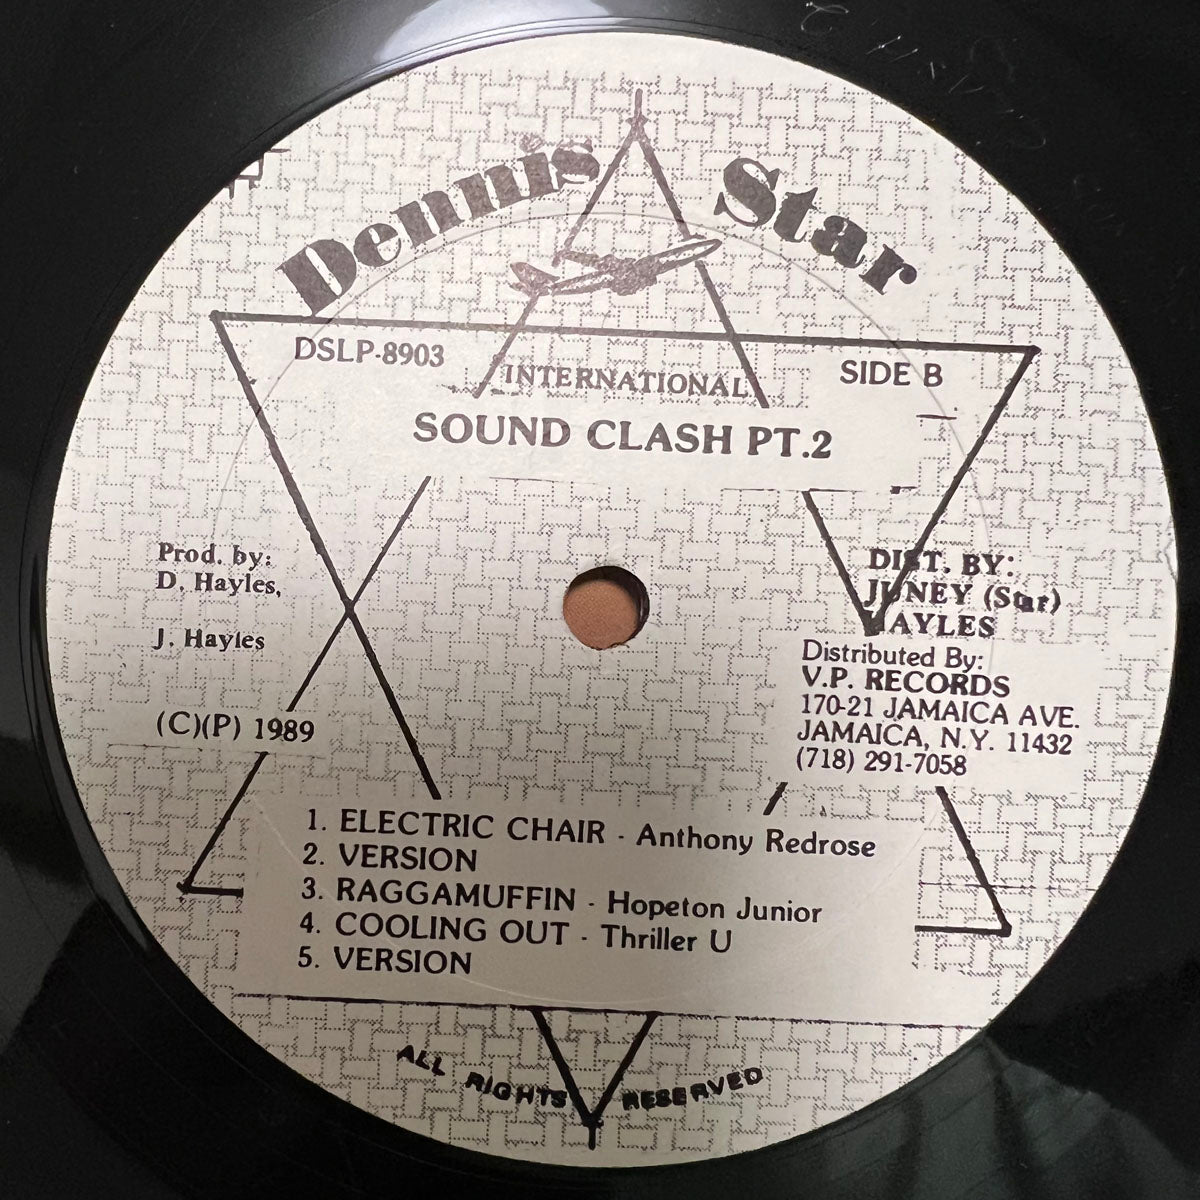 Dennis Star
DSLP-8903
INTERNATIONAL
SIDE B
SOUND CLASH PT.2
Prod. by:
D. Hayles,
J. Hayles
(C)(P) 1989
DIST. BY:
JUNEY (Star)
HAYLES
Distributed By:
V.P. RECORDS
170-21 JAMAICA AVE.
JAMAICA, N.Y. 11432
(718) 291-7058
1. ELECTRIC CHAIR - Anthony Redrose
2. VERSION
3. RAGGAMUFFIN - Hopeton Junior
4. COOLING OUT - Thriller U
5. VERSION
ALL RIGHTS RESERVED